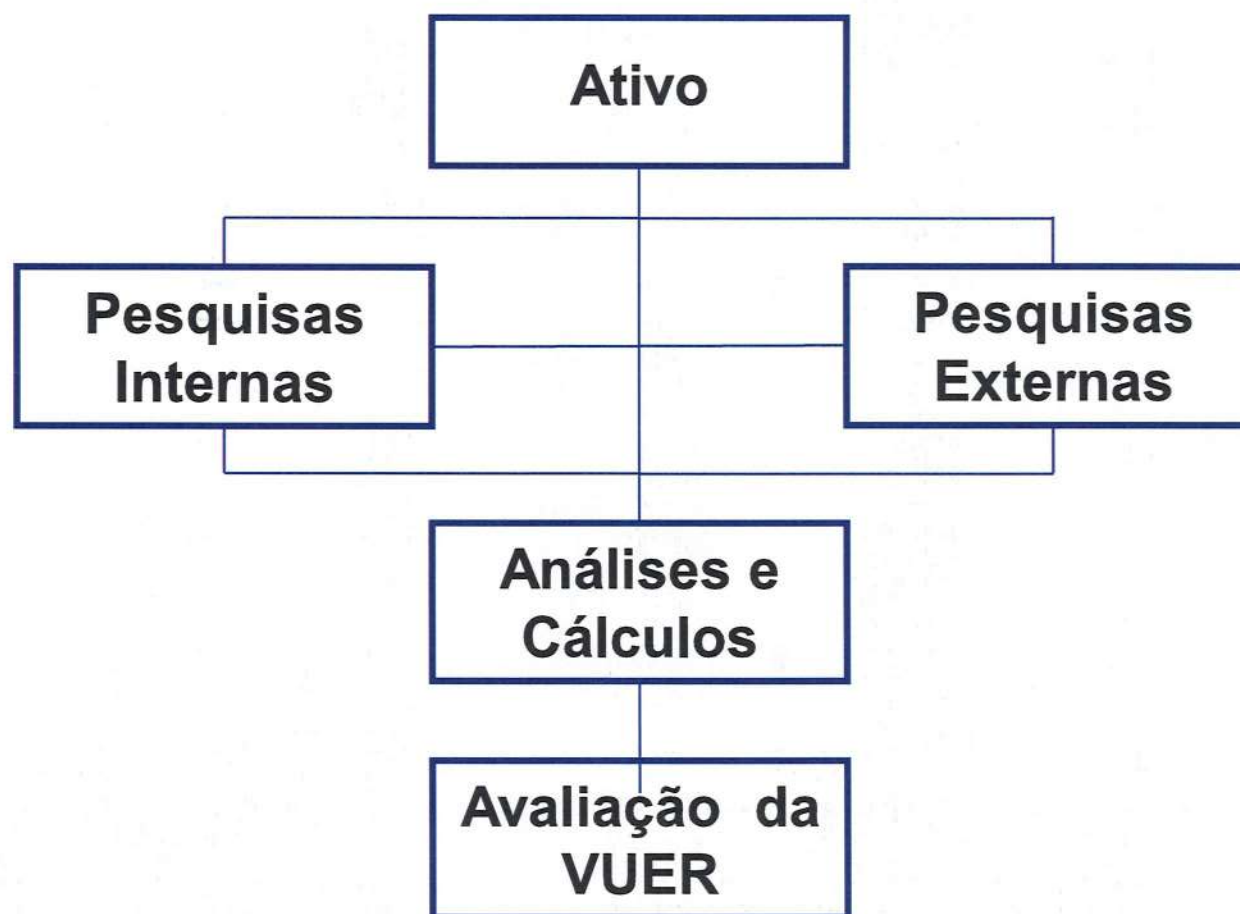 Ativo
Pesquisas
Internas
Pesquisas
Externas
Análises e
Cálculos
Avaliação da
VUER